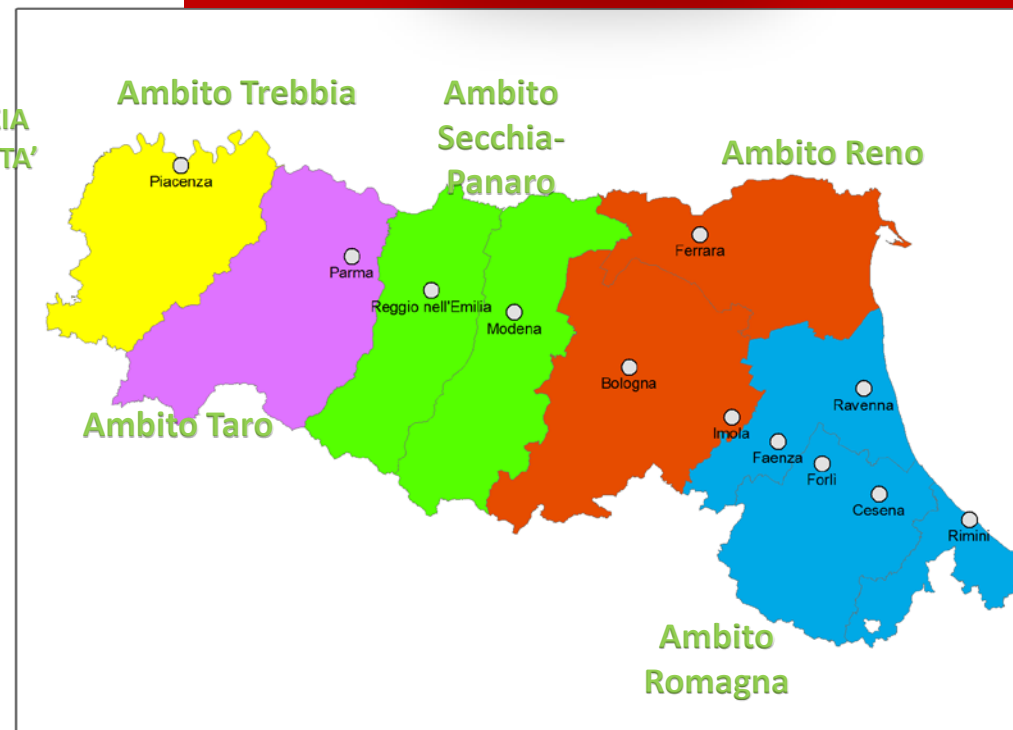 Ambito Trebbia
Ambito
Secchia-
Panaro
Ambito Reno
TA'
Piacenza
Parma
Reggio nell'Emilia
Modena
Ferrara
Bologna
Imola
Ravenna
Faenza
Forlì
Cesena
Rimini
Ambito Taro
Ambito
Romagna